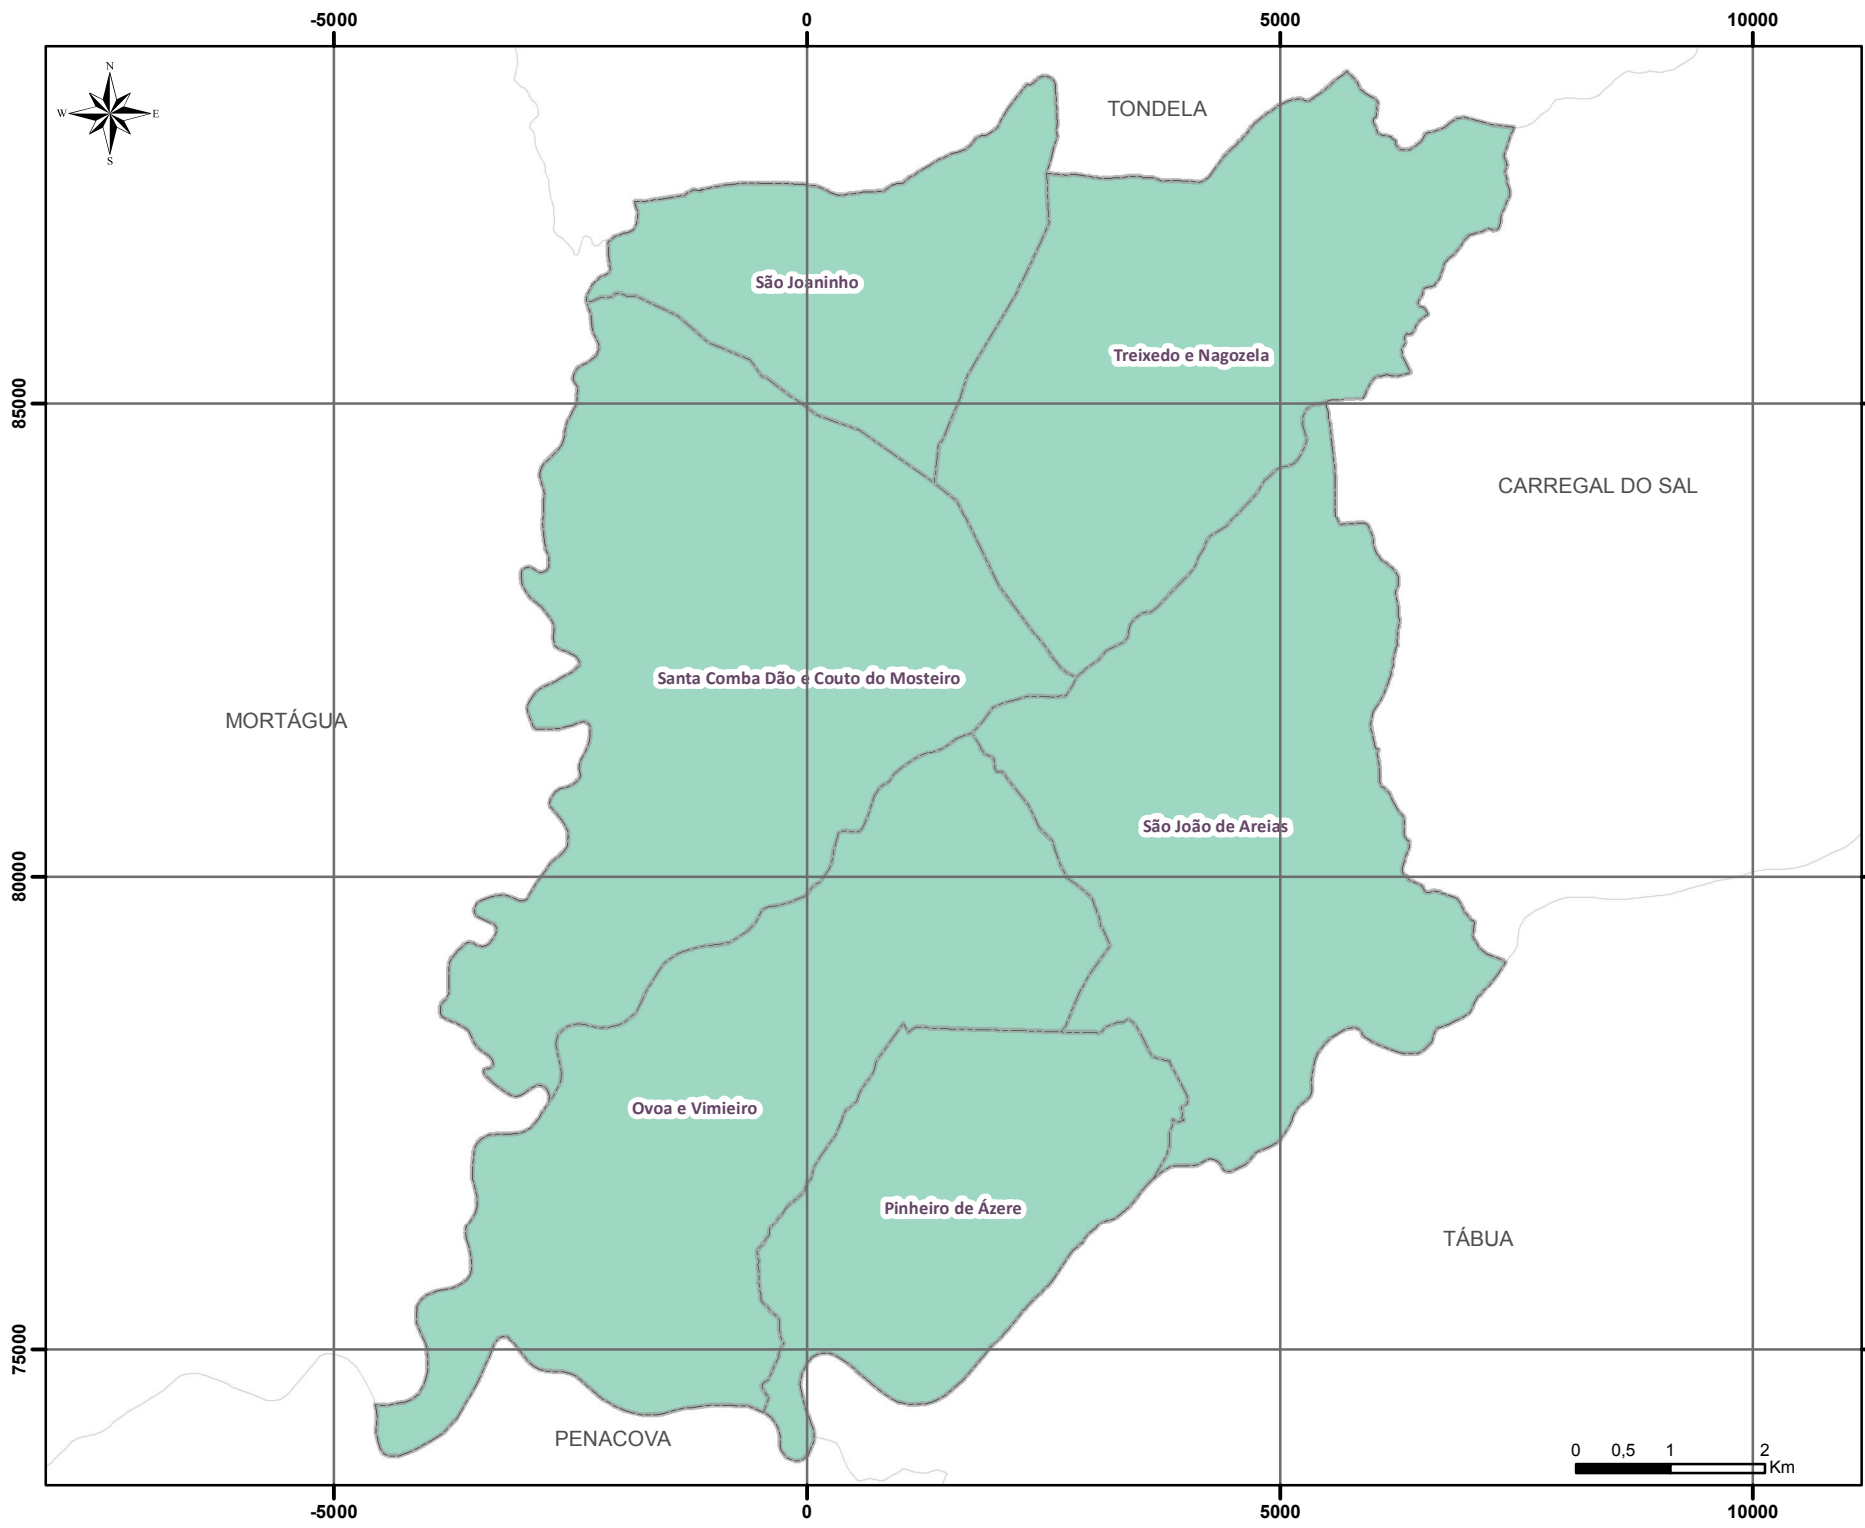 -5000 0 5000 10000
N
W E
S
TONDELA
São Joaninho
Treixedo e Nagozela
85000
CARREGAL DO SAL
Santa Comba Dão e Couto do Mosteiro
MORTÁGUA
São João de Areias
80000
Ovoa e Vimieiro
Pinheiro de Ázere
TÁBUA
75000
PENACOVA
0 0,5 1 2
Km
-5000 0 5000 10000